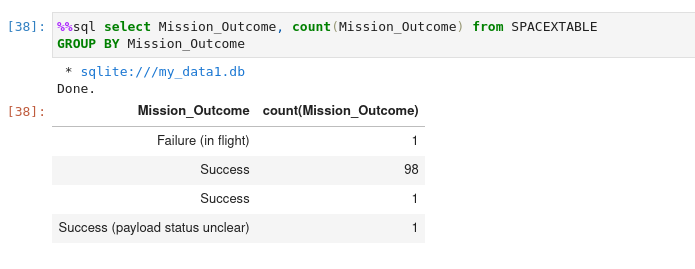 [38]: %%sql select Mission_Outcome, count(Mission_Outcome) from SPACEXTABLE
GROUP BY Mission_Outcome
* sqlite:///my_data1.db
Done.
[38]: Mission_Outcome count(Mission_Outcome)
Failure (in flight) 1
Success 98
Success 1
Success (payload status unclear) 1